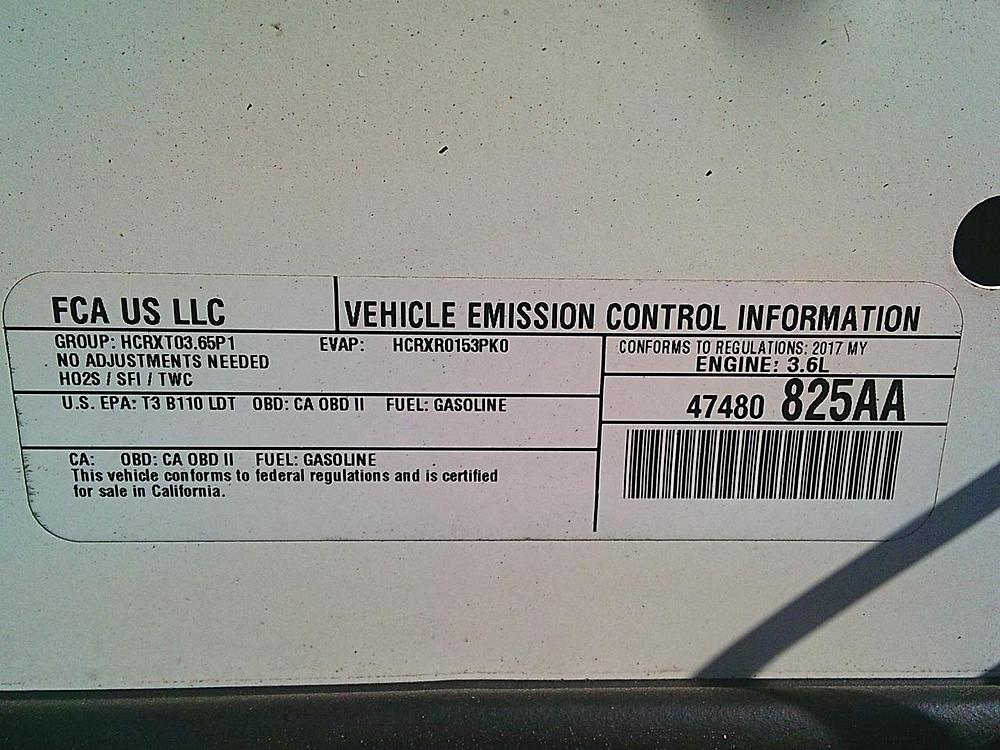 FCA US LLC
VEHICLE EMISSION CONTROL INFORMATION
GROUP: HCRXT03.65P1 EVAP: HCRXR0153PK0
NO ADJUSTMENTS NEEDED
HO2S / SFI / TWC
CONFORMS TO REGULATIONS: 2017 MY
ENGINE: 3.6L
U.S. EPA: T3 B110 LDT OBD: CA OBD II FUEL: GASOLINE
47480 825AA
CA: OBD: CA OBD II FUEL: GASOLINE
This vehicle conforms to federal regulations and is certified
for sale in California.